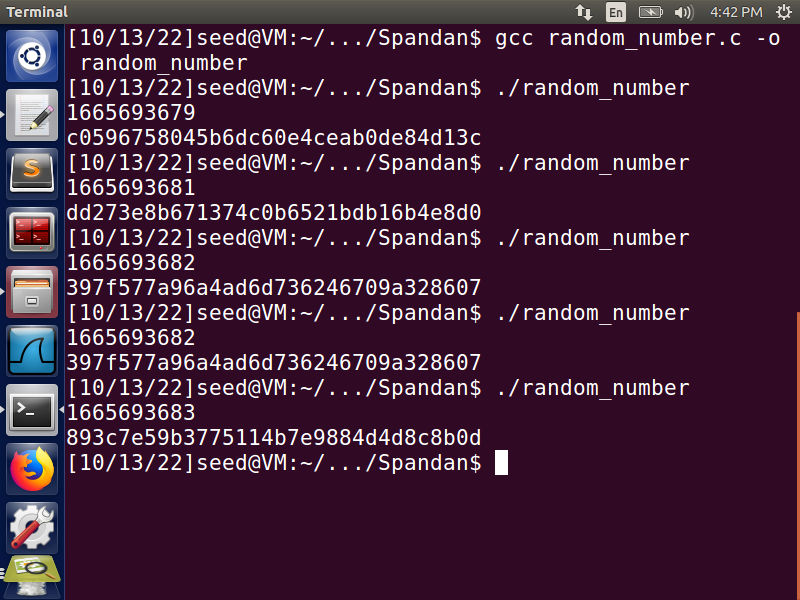 Terminal
En
4:42 PM
[10/13/22]seed@VM:~/.../Spandan$ gcc random_number.c -o
random_number
[10/13/22]seed@VM:~/.../Spandan$ ./random_number
1665693679
c0596758045b6dc60e4ceab0de84d13c
[10/13/22]seed@VM:~/.../Spandan$ ./random_number
1665693681
dd273e8b671374c0b6521bdb16b4e8d0
[10/13/22]seed@VM:~/.../Spandan$ ./random_number
1665693682
397f577a96a4ad6d736246709a328607
[10/13/22]seed@VM:~/.../Spandan$ ./random_number
1665693682
397f577a96a4ad6d736246709a328607
[10/13/22]seed@VM:~/.../Spandan$ ./random_number
1665693683
893c7e59b3775114b7e9884d4d8c8b0d
[10/13/22]seed@VM:~/.../Spandan$